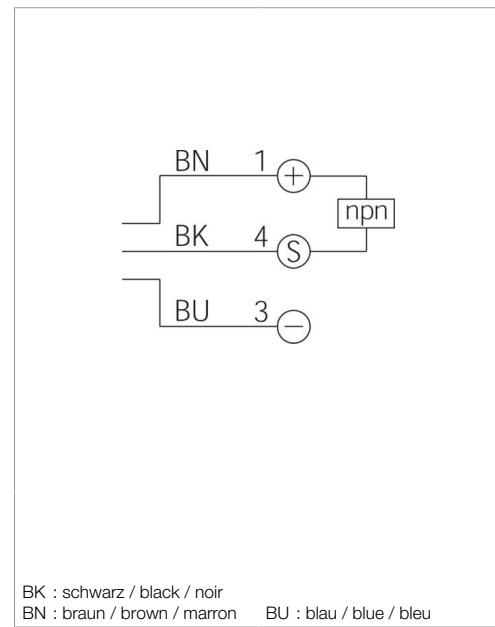 BN 1 +
npn
BK 4 S
BU 3 −
BK : schwarz / black / noir
BN : braun / brown / marron BU : blau / blue / bleu